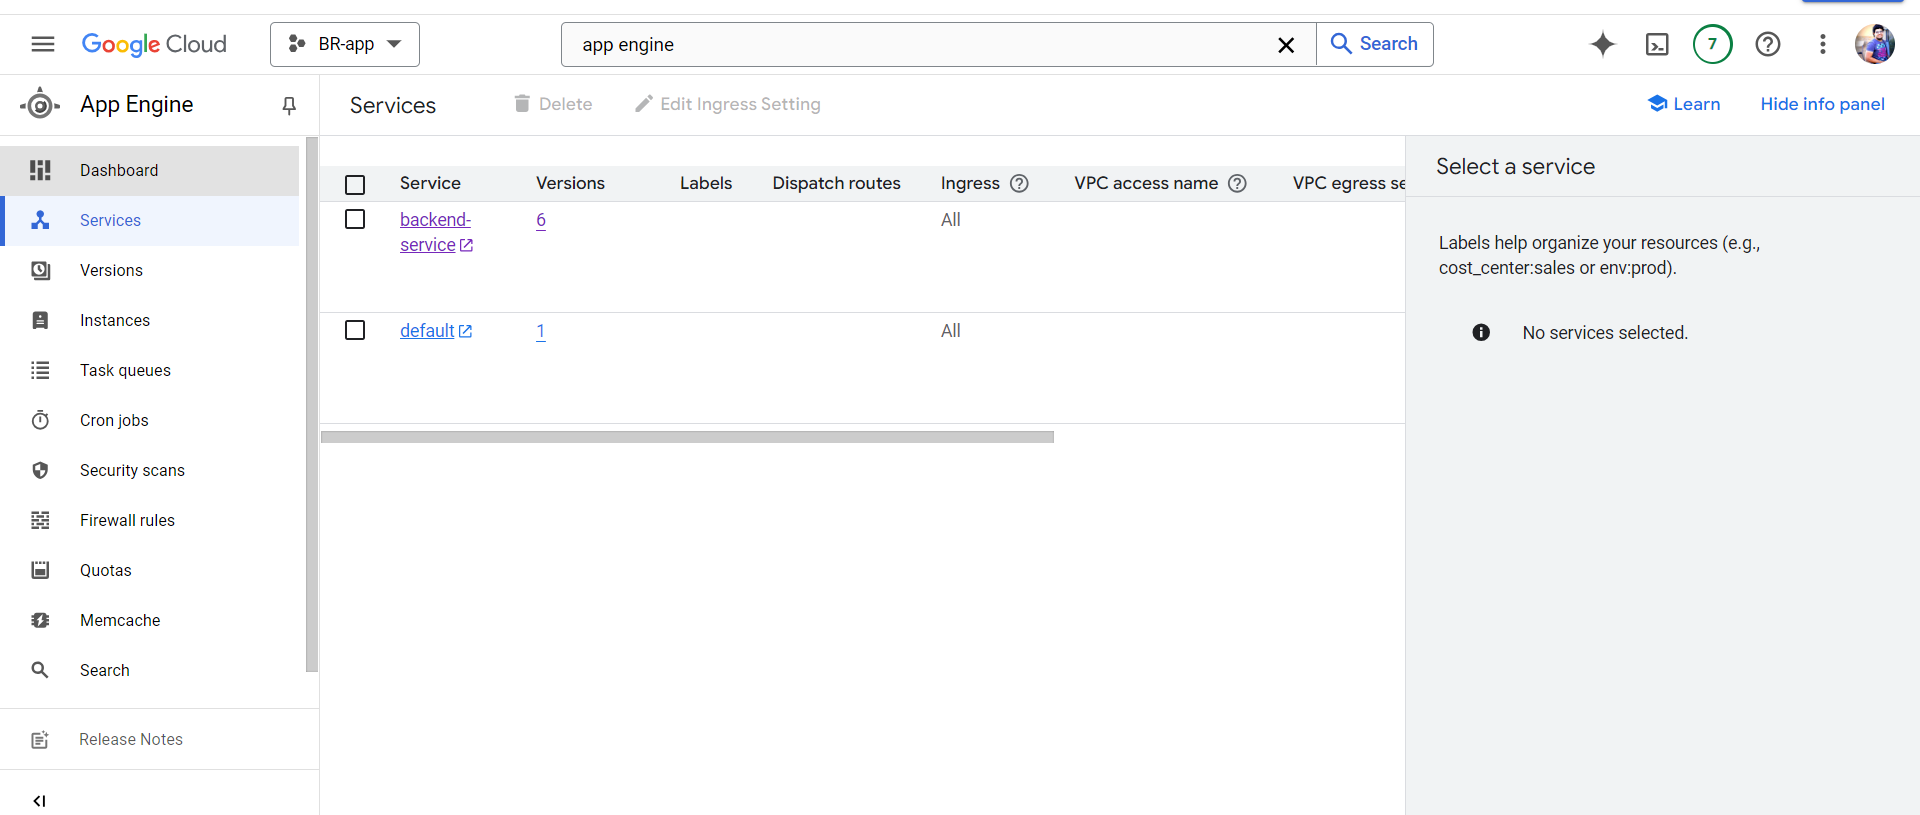 Google Cloud
BR-app
app engine
Search
7
App Engine
Services
Delete
Edit Ingress Setting
Learn
Hide info panel
Dashboard
Services
Versions
Instances
Task queues
Cron jobs
Security scans
Firewall rules
Quotas
Memcache
Search
Release Notes
Service Versions Labels Dispatch routes Ingress VPC access name VPC egress se
backend-
service 6 All
default 1 All
Select a service
Labels help organize your resources (e.g.,
cost_center:sales or env:prod).
No services selected.